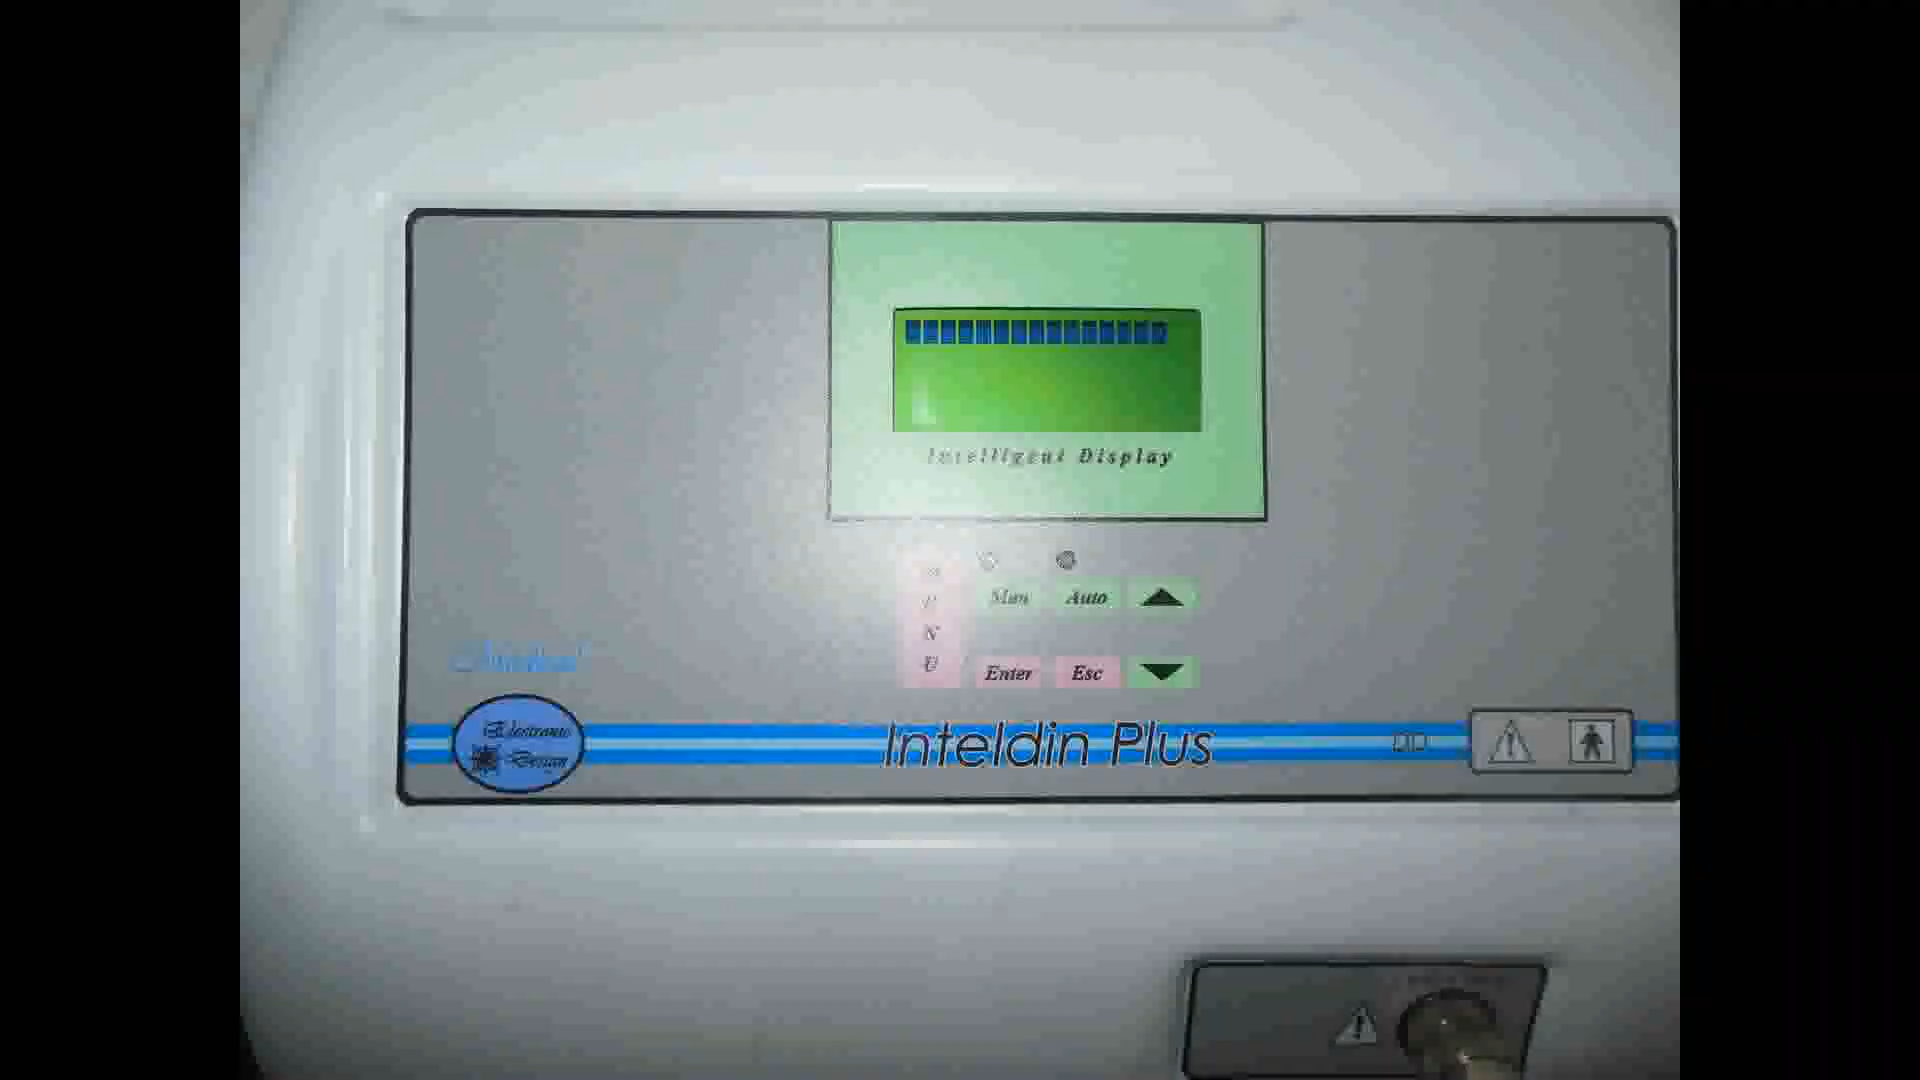 Intelligent Display
Man Auto
M
E
N
U
Enter Esc
Electronic
Design
Inteldin Plus